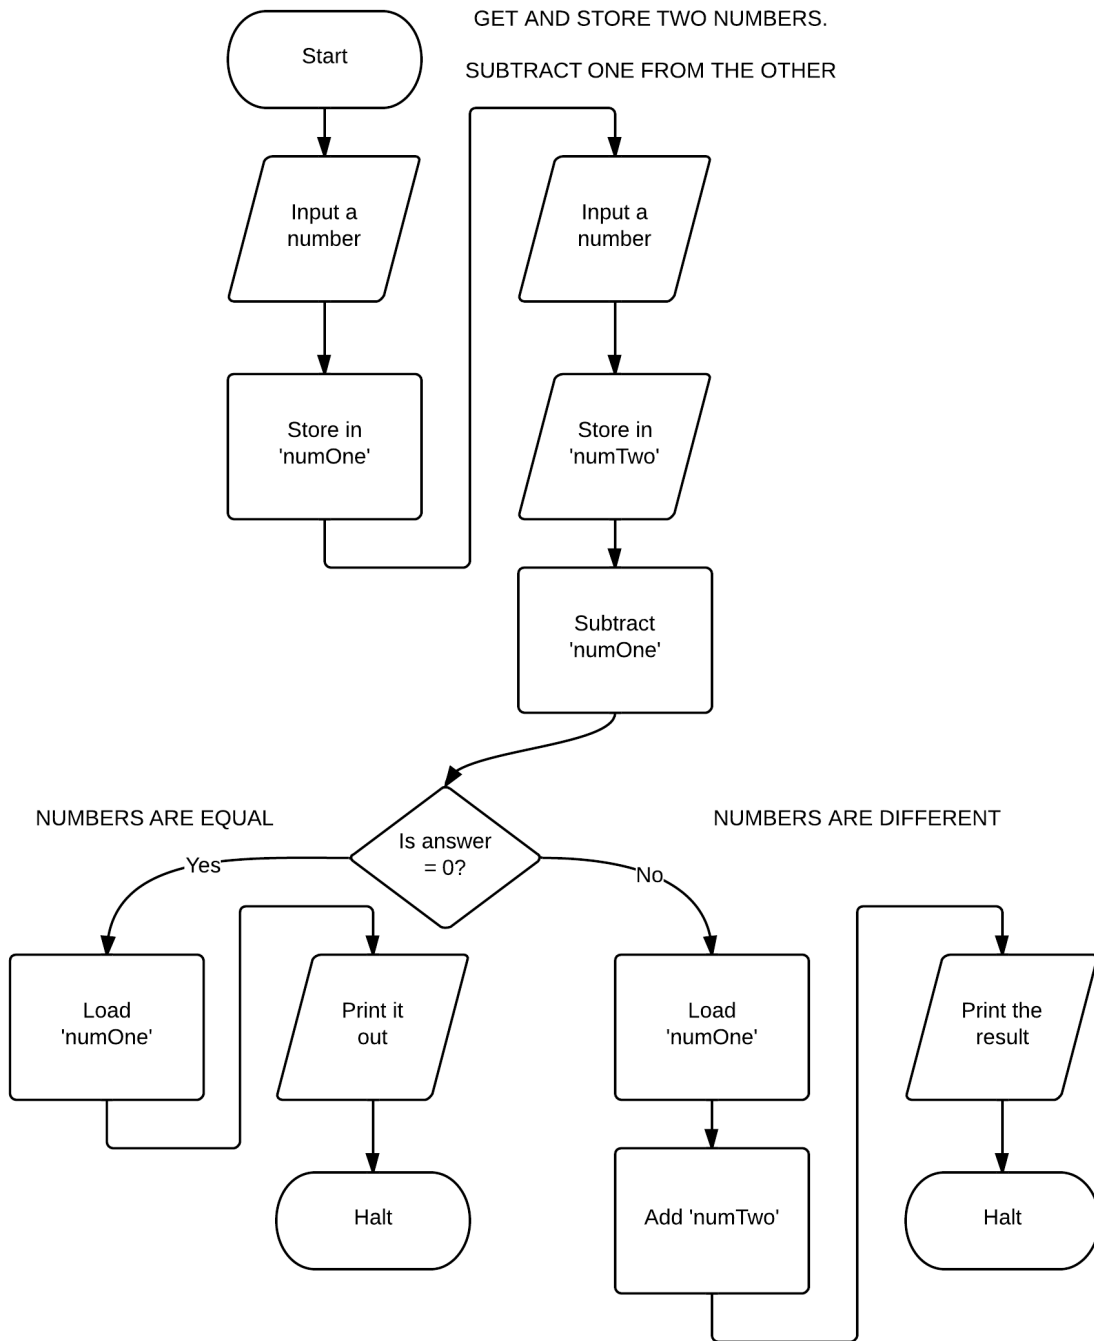 GET AND STORE TWO NUMBERS.
SUBTRACT ONE FROM THE OTHER
Start
Input a
number
Store in
'numOne'
Input a
number
Store in
'numTwo'
Subtract
'numOne'
Is answer
= 0?
NUMBERS ARE EQUAL
Yes
Load
'numOne'
Print it
out
Halt
NUMBERS ARE DIFFERENT
No
Load
'numOne'
Add 'numTwo'
Print the
result
Halt